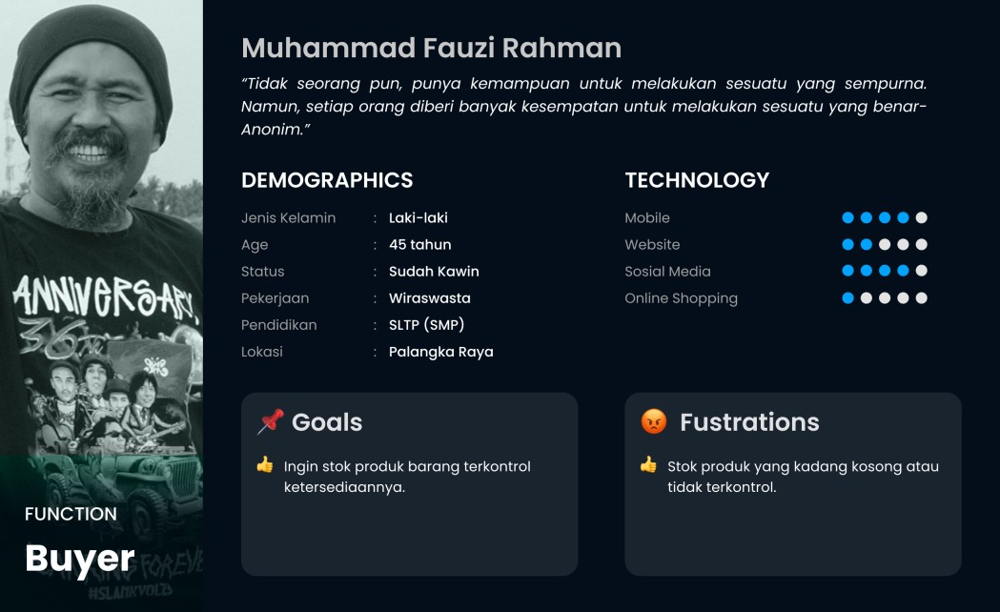 Muhammad Fauzi Rahman
“Tidak seorang pun, punya kemampuan untuk melakukan sesuatu yang sempurna.
Namun, setiap orang diberi banyak kesempatan untuk melakukan sesuatu yang benar-
Anonim.”
DEMOGRAPHICS
Jenis Kelamin : Laki-laki
Age : 45 tahun
Status : Sudah Kawin
Pekerjaan : Wiraswasta
Pendidikan : SLTP (SMP)
Lokasi : Palangka Raya
TECHNOLOGY
Mobile
Website
Sosial Media
Online Shopping
Goals
Ingin stok produk barang terkontrol
ketersediaannya.
Fustrations
Stok produk yang kadang kosong atau
tidak terkontrol.
ANNIVERSARY
36TH
FUNCTION
Buyer
FOREVE
#SLANKVOLZ3